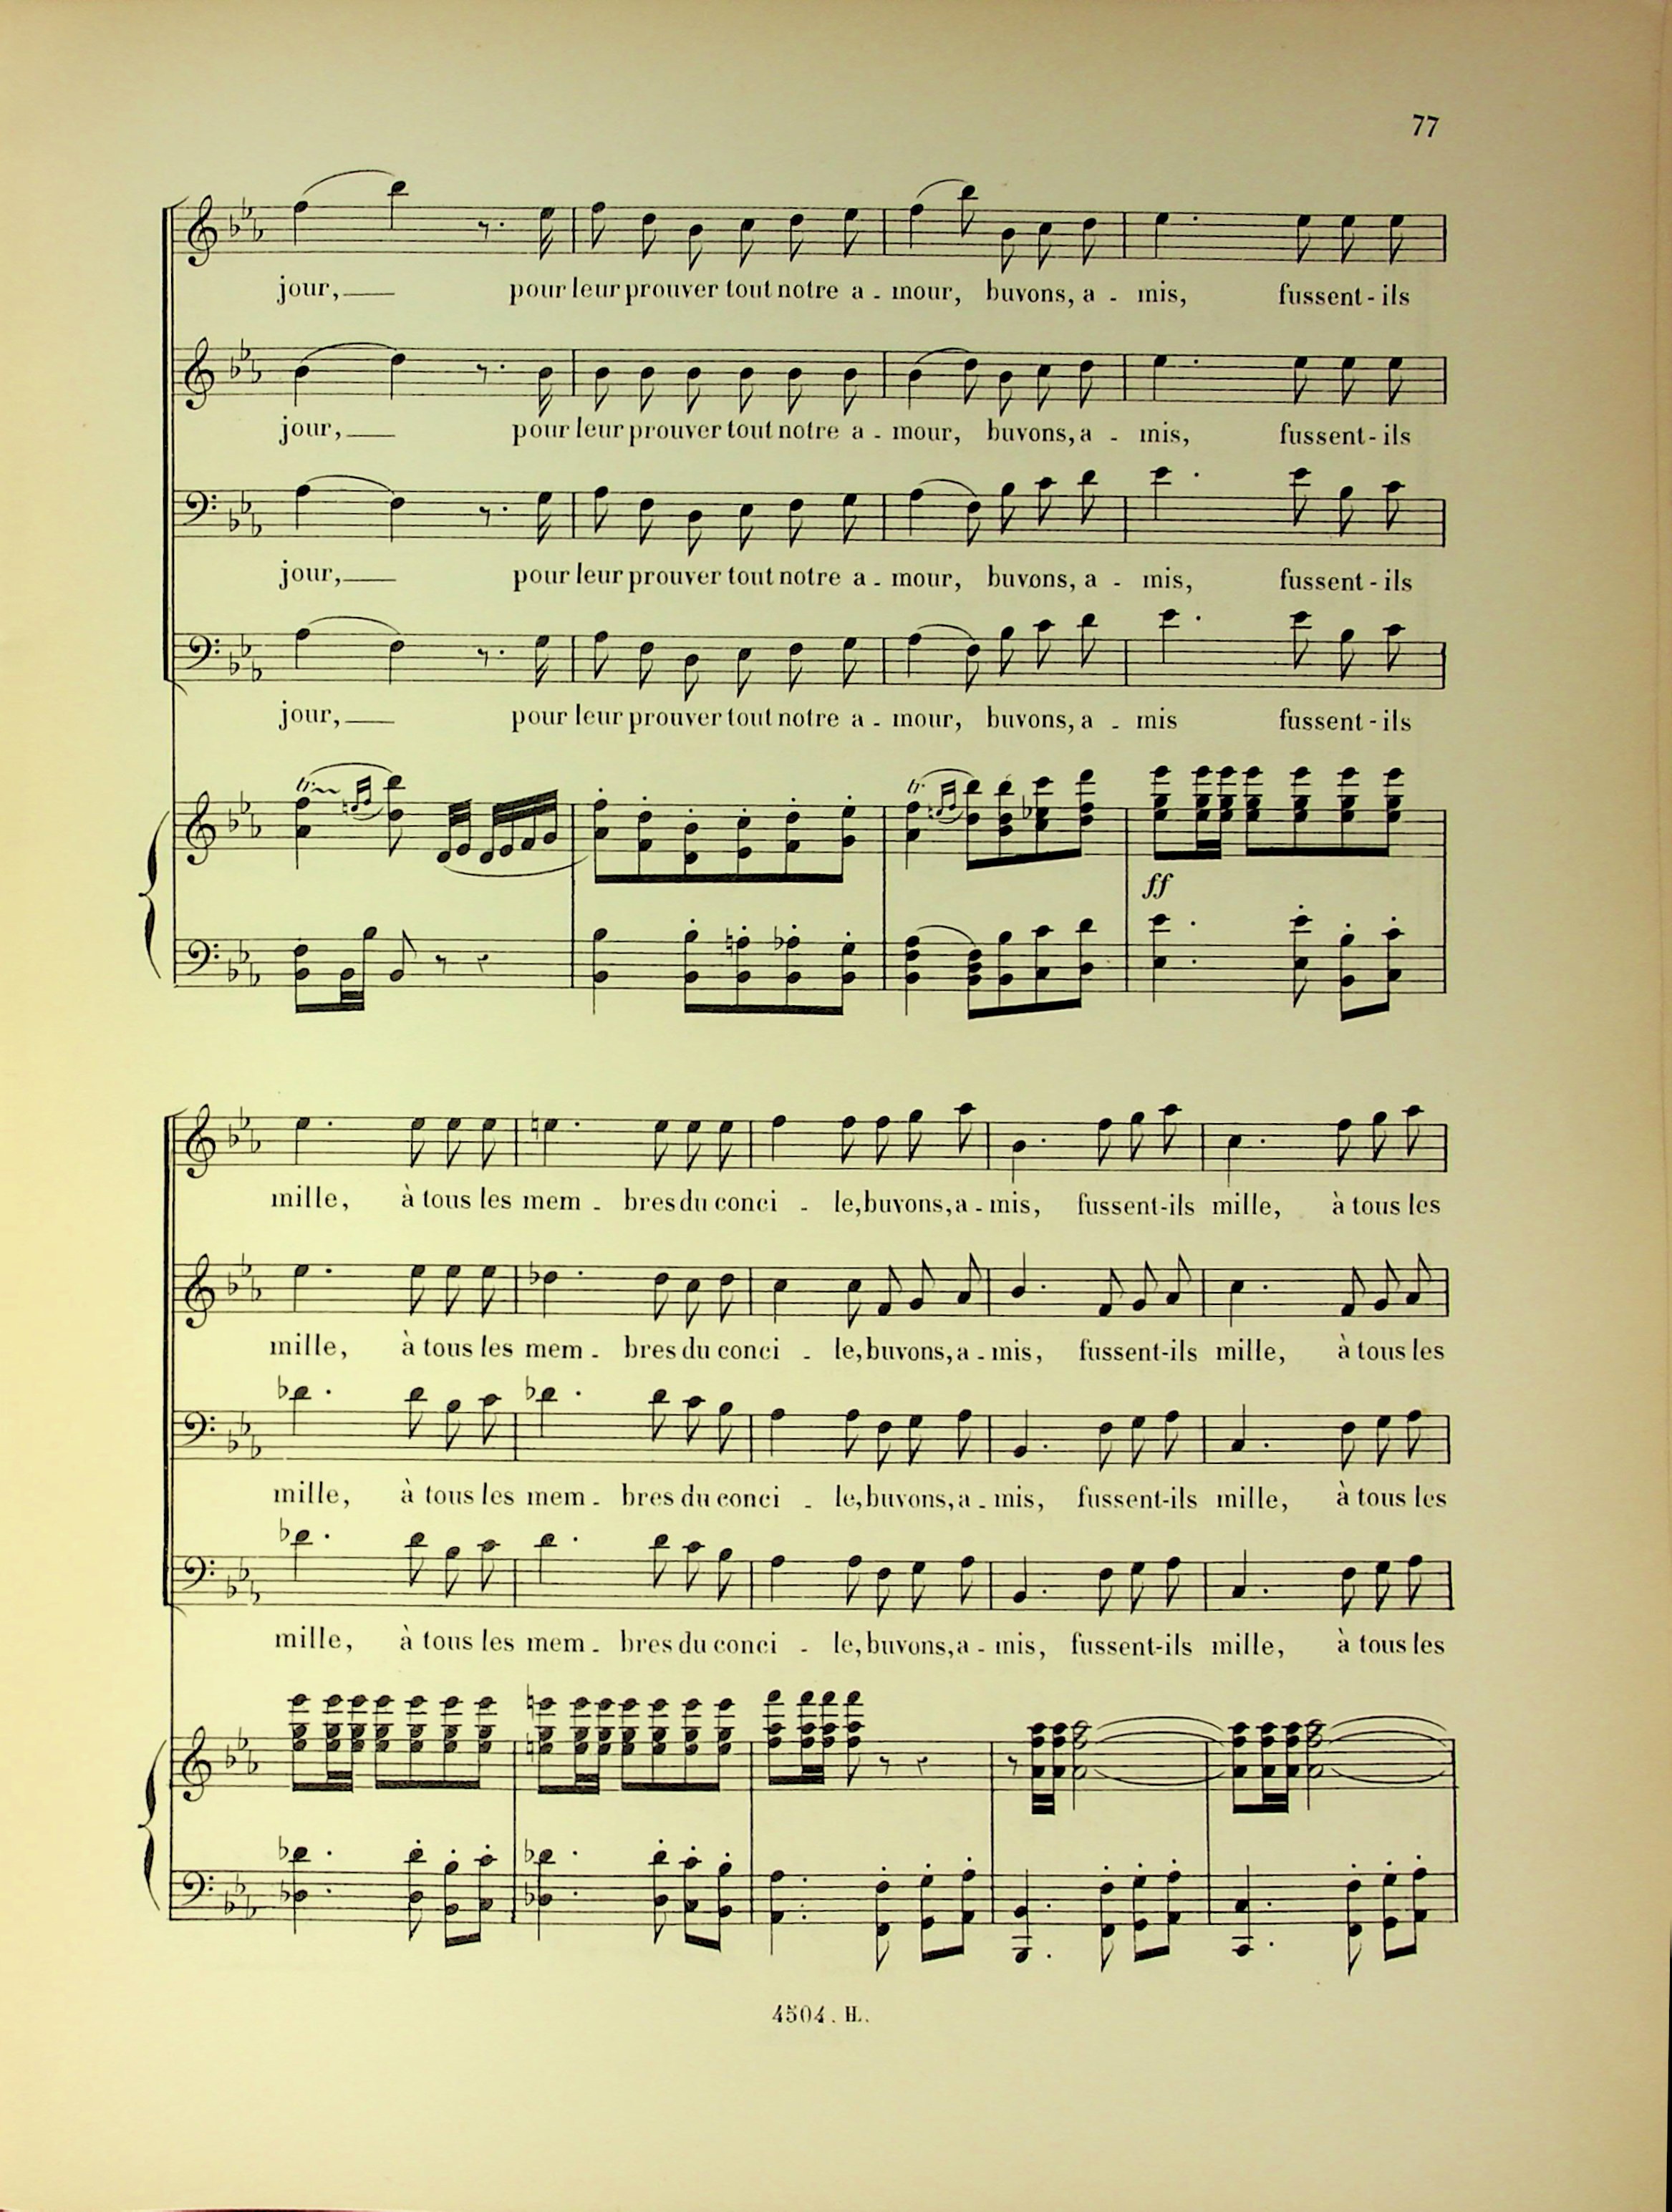 77
jour, pour leur prouver tout notre a - mour, buvons, a - mis, fussent - ils
jour, pour leur prouver tout notre a - mour, buvons, a - mis, fussent - ils
jour, pour leur prouver tout notre a - mour, buvons, a - mis, fussent - ils
jour, pour leur prouver tout notre a - mour, buvons, a - mis fussent - ils
tr
tr
ff
mille, à tous les mem - bres du conci - le, buvons, a - mis, fussent-ils mille, à tous les
mille, à tous les mem - bres du conci - le, buvons, a - mis, fussent-ils mille, à tous les
mille, à tous les mem - bres du conci - le, buvons, a - mis, fussent-ils mille, à tous les
mille, à tous les mem - bres du conci - le, buvons, a - mis, fussent-ils mille, à tous les
4504. H.